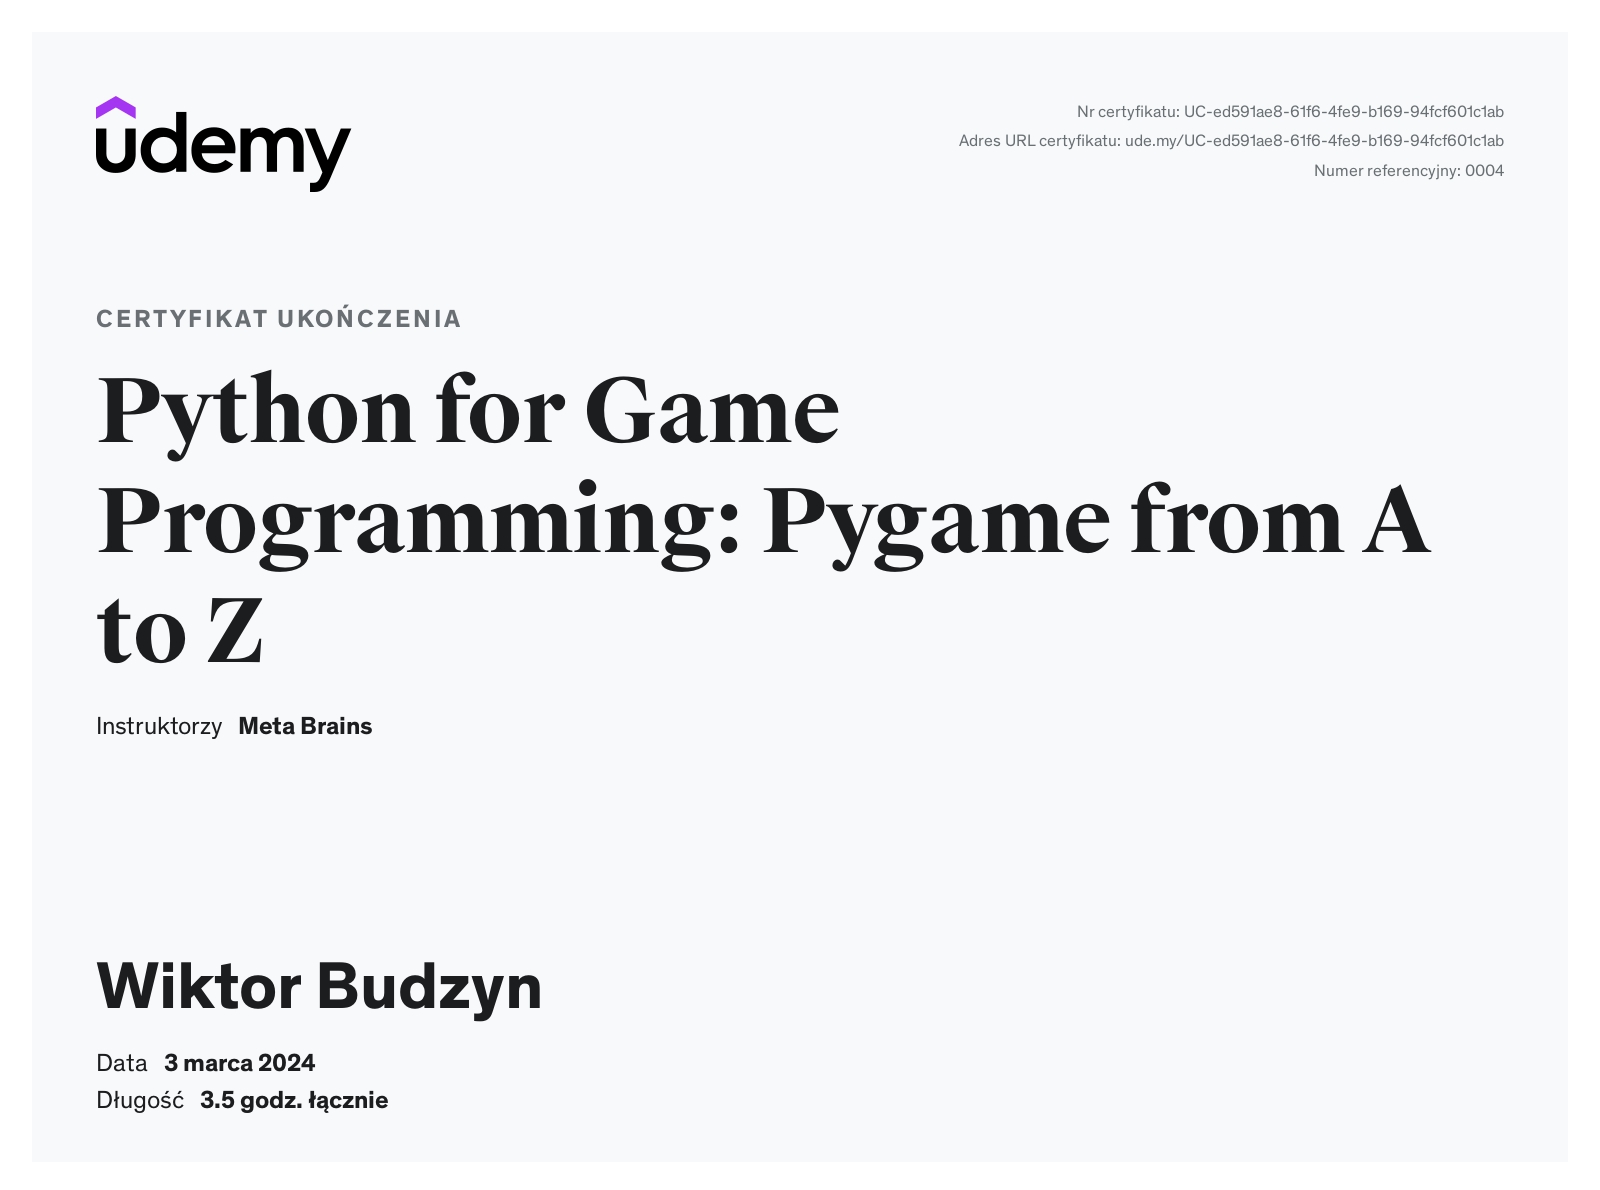 udemy
Nr certyfikatu: UC-ed591ae8-61f6-4fe9-b169-94fcf601c1ab
Adres URL certyfikatu: ude.my/UC-ed591ae8-61f6-4fe9-b169-94fcf601c1ab
Numer referencyjny: 0004
CERTYFIKAT UKOŃCZENIA
Python for Game
Programming: Pygame from A
to Z
Instruktorzy Meta Brains
Wiktor Budzyn
Data 3 marca 2024
Długość 3.5 godz. łącznie